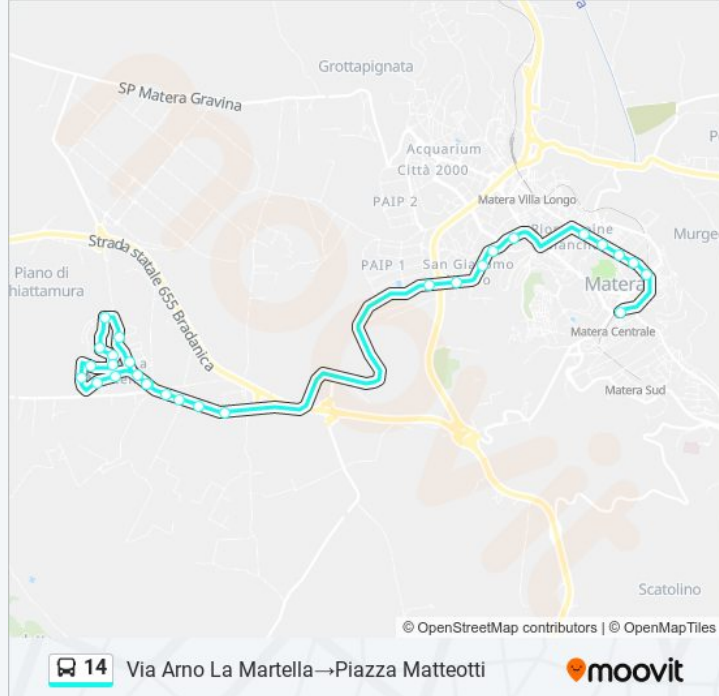 Grottapignata
SP Matera Gravina
Acquarium
Città 2000
PAIP 2
Matera Villa Longo
Murge
Strada statale 655 Bradanica
PAIP 1
San Giacomo
Piano di
hiattamura
Matera
Matera Centrale
Matera Sud
Scatolino
© OpenStreetMap contributors | © OpenMapTiles
14 Via Arno La Martella→Piazza Matteotti
moovit